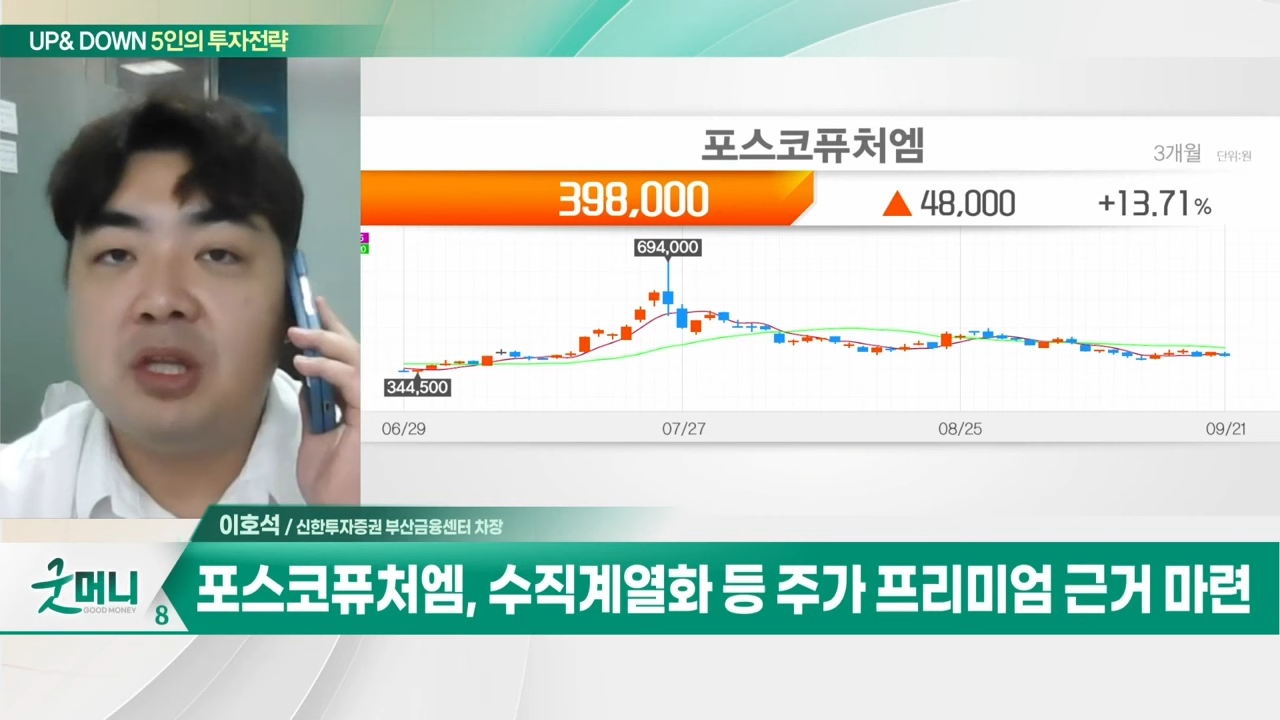 UP& DOWN 5인의 투자전략
포스코퓨처엠
3개월 단위:원
398,000 ▲ 48,000 +13.71%
694,000
344,500
06/29 07/27 08/25 09/21
이호석 / 신한투자증권 부산금융센터 차장
굿머니
GOOD MONEY
8
포스코퓨처엠, 수직계열화 등 주가 프리미엄 근거 마련